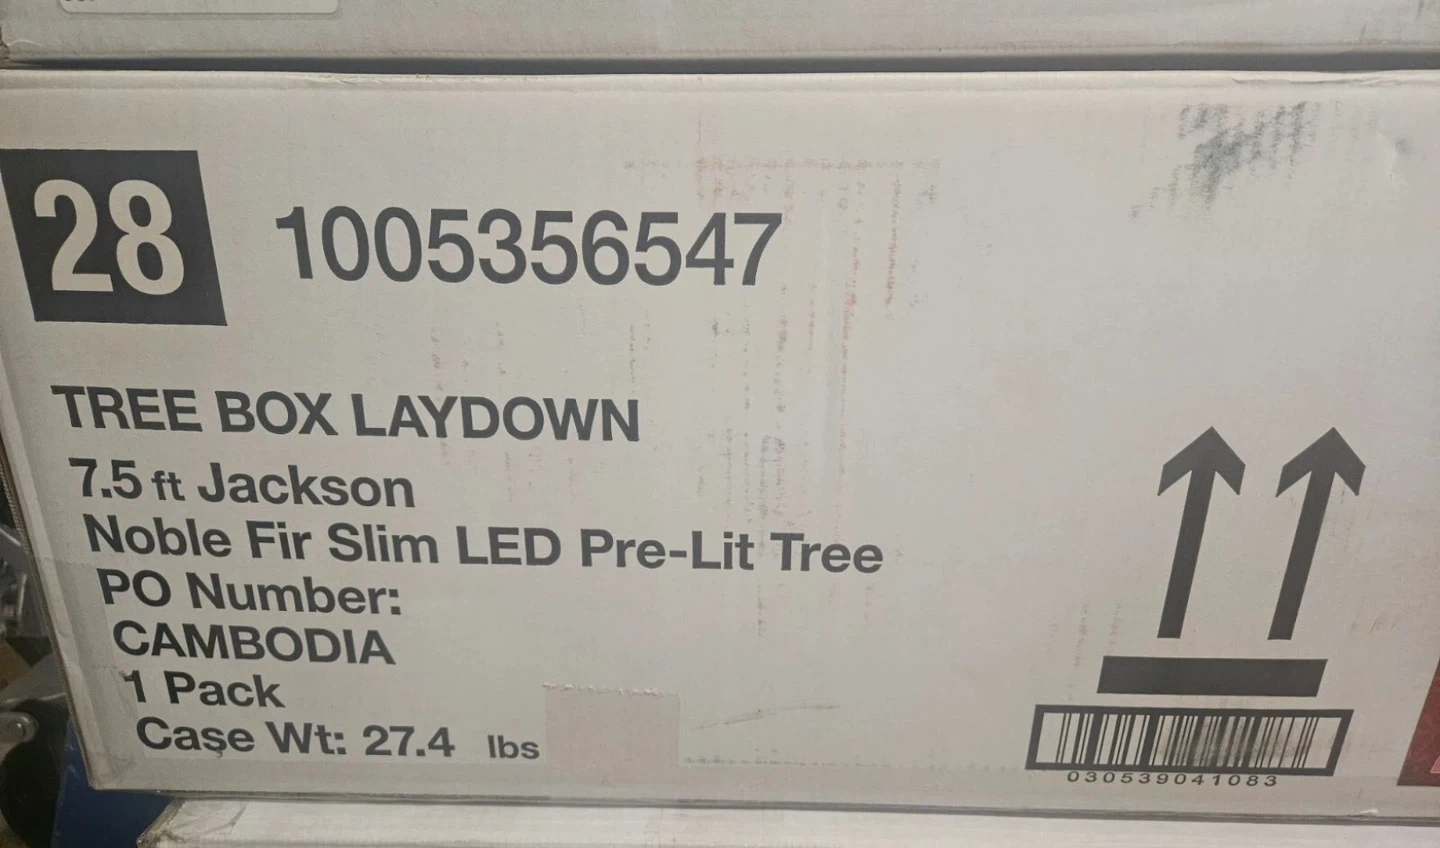 28
1005356547
TREE BOX LAYDOWN
7.5 ft Jackson
Noble Fir Slim LED Pre-Lit Tree
PO Number:
CAMBODIA
1 Pack
Case Wt: 27.4 lbs
030539041083